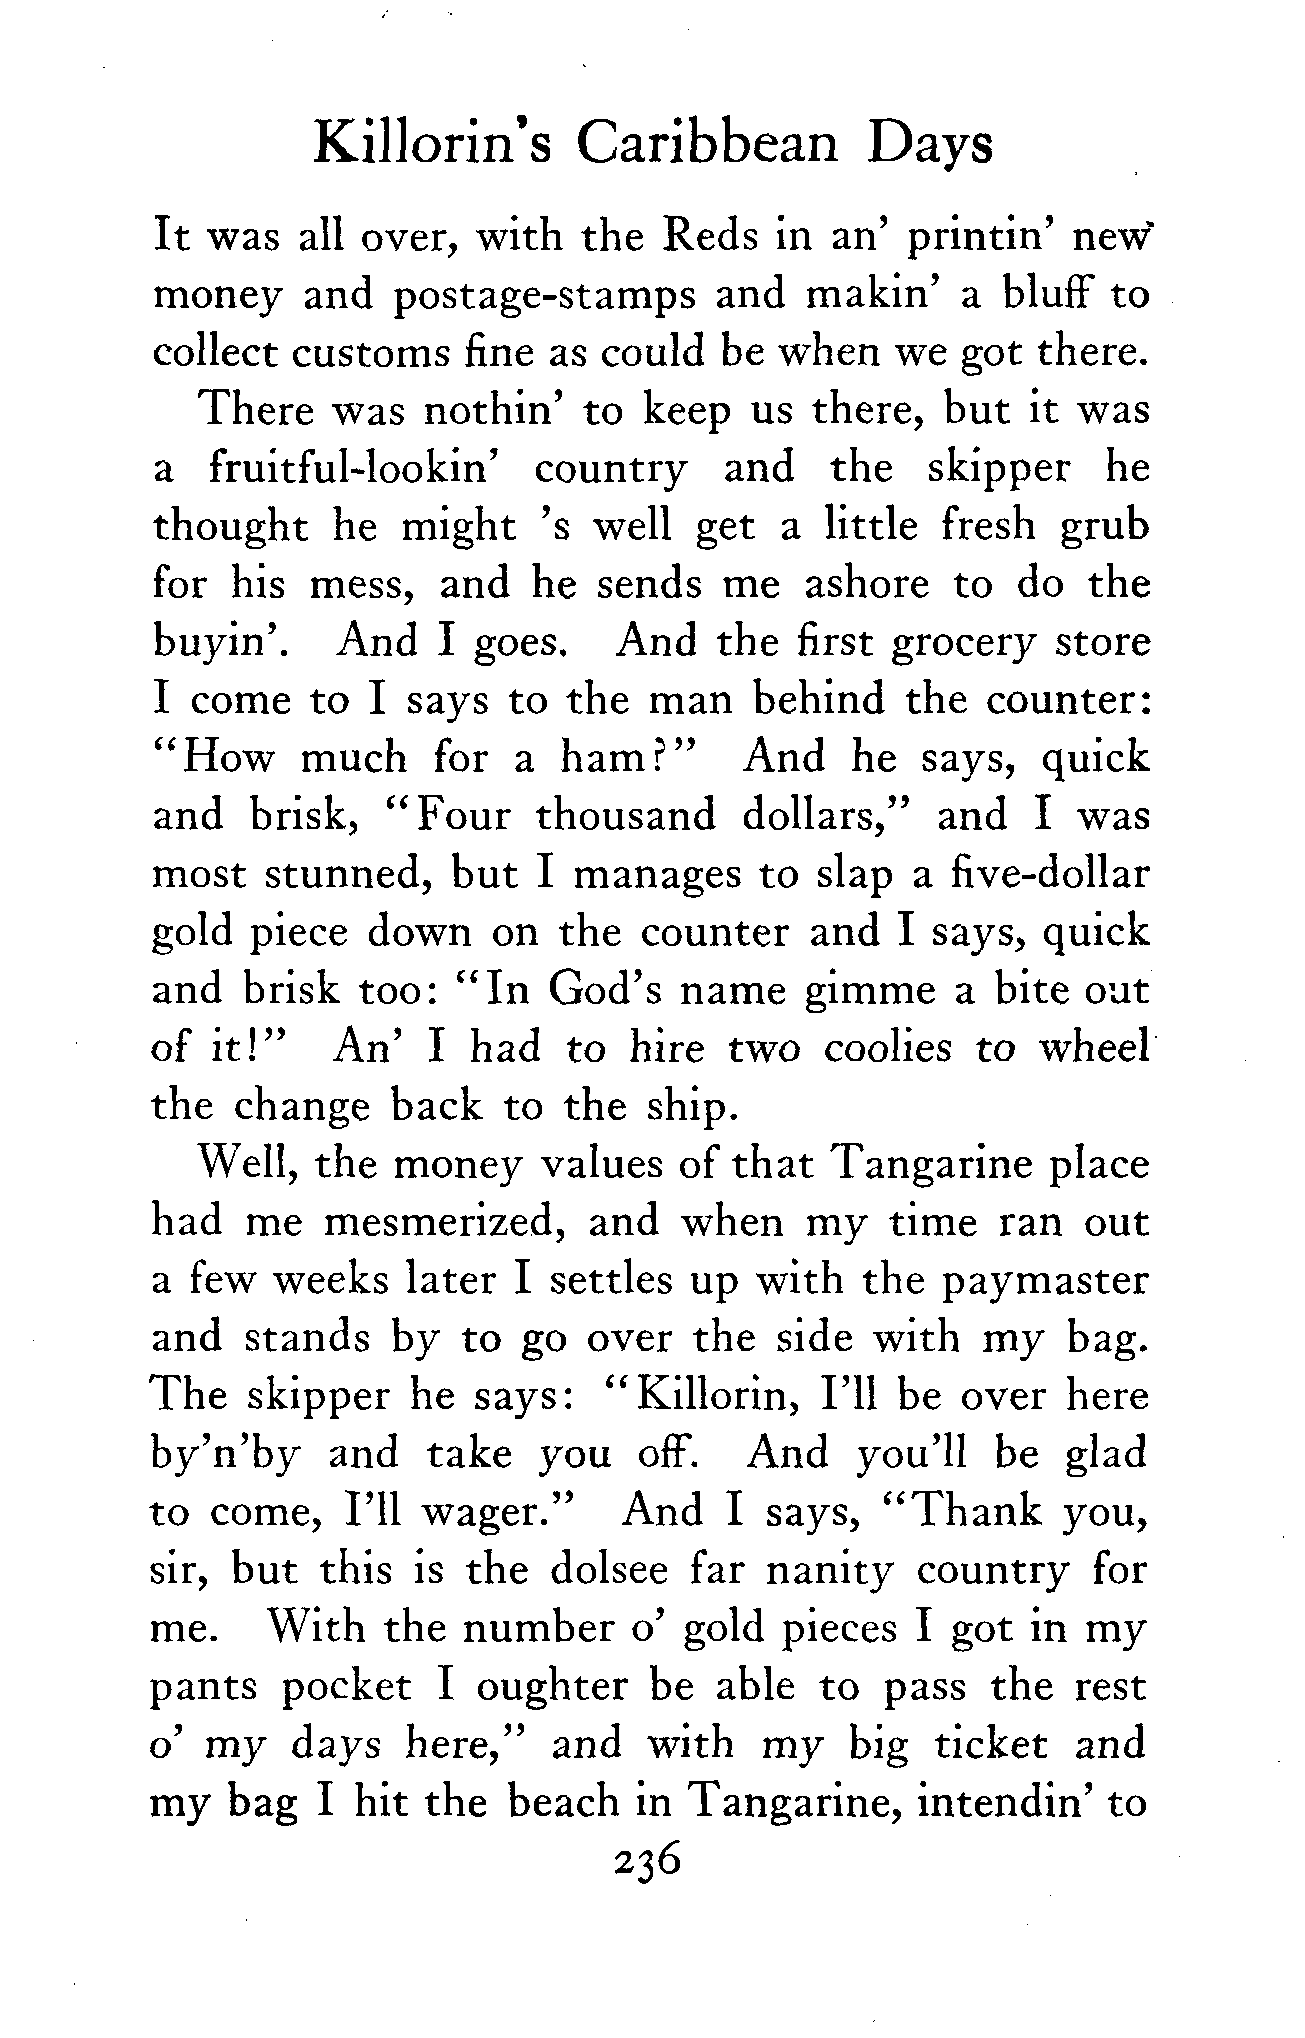 Killorin's Caribbean Days
It was all over, with the Reds in an' printin' new
money and postage-stamps and makin' a bluff to
collect customs fine as could be when we got there.
There was nothin' to keep us there, but it was
a fruitful-lookin' country and the skipper he
thought he might 's well get a little fresh grub
for his mess, and he sends me ashore to do the
buyin'. And I goes. And the first grocery store
I come to I says to the man behind the counter:
"How much for a ham?" And he says, quick
and brisk, "Four thousand dollars," and I was
most stunned, but I manages to slap a five-dollar
gold piece down on the counter and I says, quick
and brisk too: "In God's name gimme a bite out
of it!" An' I had to hire two coolies to wheel
the change back to the ship.
Well, the money values of that Tangarine place
had me mesmerized, and when my time ran out
a few weeks later I settles up with the paymaster
and stands by to go over the side with my bag.
The skipper he says: "Killorin, I'll be over here
by'n'by and take you off. And you'll be glad
to come, I'll wager." And I says, "Thank you,
sir, but this is the dolsee far nanity country for
me. With the number o' gold pieces I got in my
pants pocket I oughter be able to pass the rest
o' my days here," and with my big ticket and
my bag I hit the beach in Tangarine, intendin' to
236